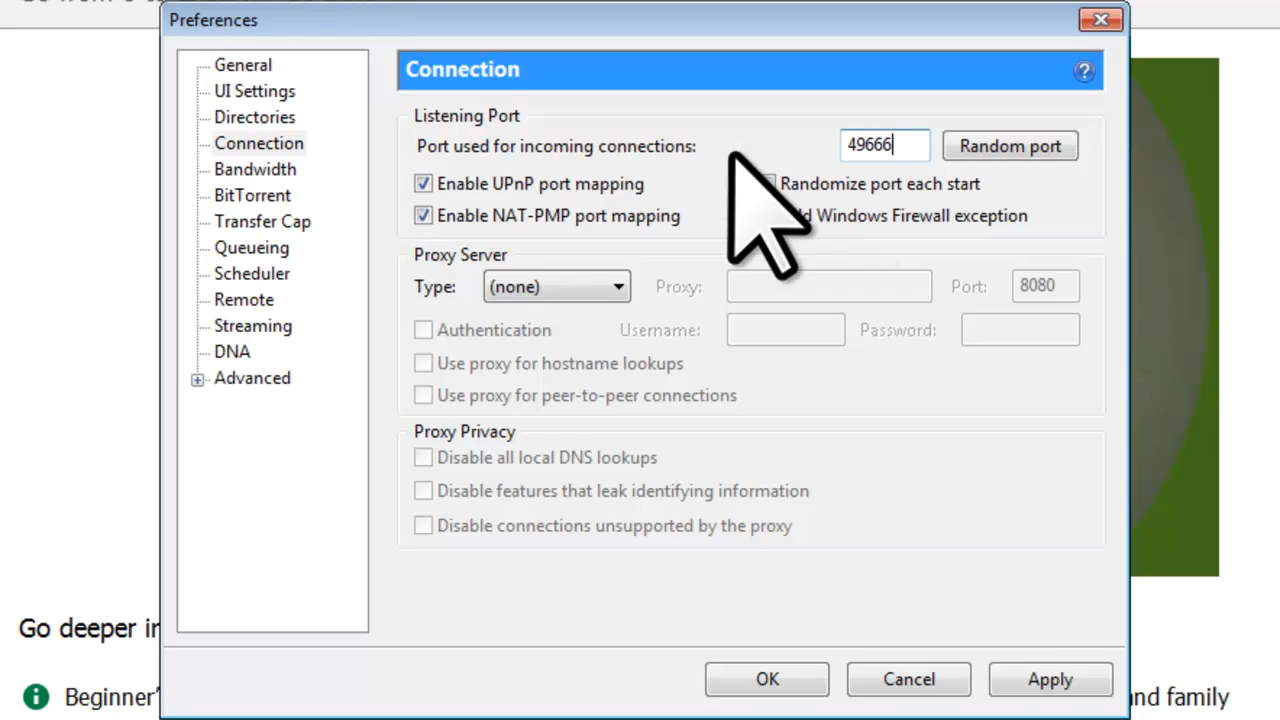 Preferences
General
UI Settings
Directories
Connection
Bandwidth
BitTorrent
Transfer Cap
Queueing
Scheduler
Remote
Streaming
DNA
Advanced
Connection
Listening Port
Port used for incoming connections: 49666 Random port
Enable UPnP port mapping Randomize port each start
Enable NAT-PMP port mapping Windows Firewall exception
Proxy Server
Type: (none) Proxy: Port: 8080
Authentication Username: Password:
Use proxy for hostname lookups
Use proxy for peer-to-peer connections
Proxy Privacy
Disable all local DNS lookups
Disable features that leak identifying information
Disable connections unsupported by the proxy
OK Cancel Apply
Go deeper
Beginner' family